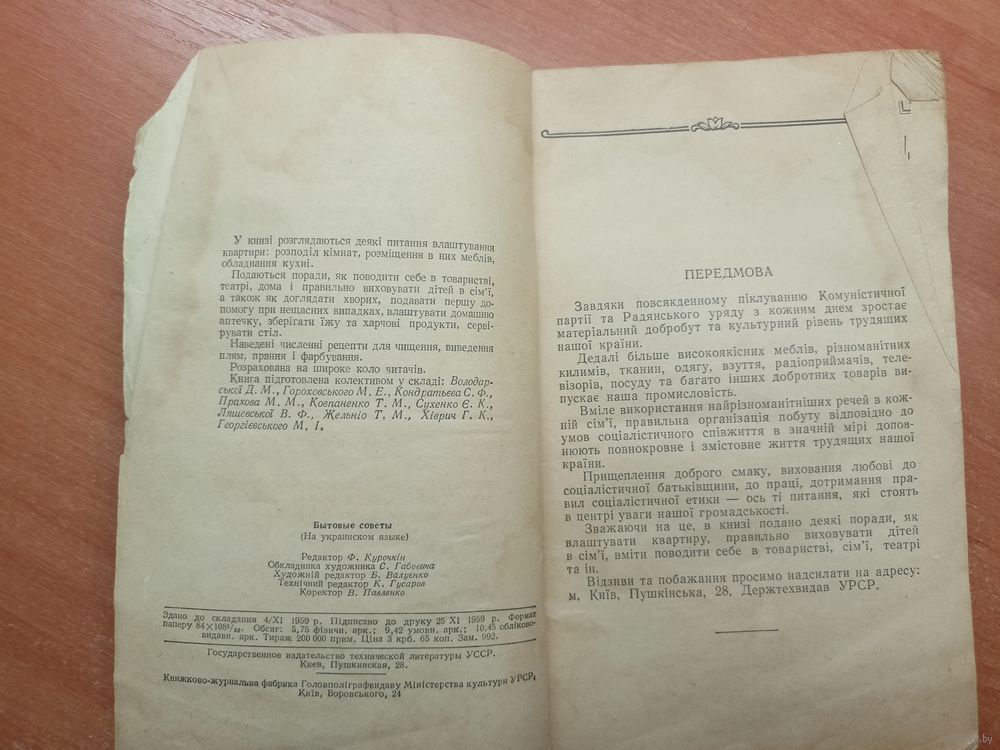 У книзі розглядаються деякі питання влаштування
квартири: розподіл кімнат, розміщення в них меблів,
обладнання кухні.
Подаються поради, як поводити себе в товаристві,
театрі, дома і правильно виховувати дітей в сім'ї,
а також як доглядати хворих, подавати першу до-
помогу при нещасних випадках, влаштувати домашню
аптечку, зберігати їжу та харчові продукти, серві-
рувати стіл.
Наведені численні рецепти для чищення, виведення
плям, прання і фарбування.
Розрахована на широке коло читачів.
Книга підготовлена колективом у складі: Володар-
ської Д. М., Гороховського М. Е., Кондратьєва С. Ф.,
Прахова М. М., Ковпаненко Т. М., Сухенко Є. К.,
Ляшевської В. Ф., Жельніо Т. М., Хіврич Г. К.,
Георгієвського М. І.
Бытовые советы
(На украинском языке)
Редактор Ф. Курочкін
Обкладинка художника С. Габовича
Художній редактор Б. Валуенко
Технічний редактор К. Гусаров
Коректор В. Павленко
Здано до складання 4/XI 1959 р. Підписано до друку 25 XI 1959 р. Формат
паперу 84×108¹/₃₂. Обсяг: 5,75 фізичн. арк.; 9,42 умовн. арк.; 10,45 обліково-
видавн. арк. Тираж 200 000 прим. Ціна 3 крб. 65 коп. Зам. 992.
Государственное издательство технической литературы УССР.
Киев, Пушкинская, 28.
Книжково-журнальна фабрика Головполіграфвидаву Міністерства культури УРСР,
Київ, Воровського, 24
ПЕРЕДМОВА
Завдяки повсякденному піклуванню Комуністичної
партії та Радянського уряду з кожним днем зростає
матеріальний добробут та культурний рівень трудящих
нашої країни.
Дедалі більше високоякісних меблів, різноманітних
килимів, тканин, одягу, взуття, радіоприймачів, теле-
візорів, посуду та багато інших добротних товарів ви-
пускає наша промисловість.
Вміле використання найрізноманітніших речей в кож-
ній сім'ї, правильна організація побуту відповідно до
умов соціалістичного співжиття в значній мірі допов-
нюють повнокровне і змістовне життя трудящих нашої
країни.
Прищеплення доброго смаку, виховання любові до
соціалістичної батьківщини, до праці, дотримання пра-
вил соціалістичної етики — ось ті питання, які стоять
в центрі уваги нашої громадськості.
Зважаючи на це, в книзі подано деякі поради, як
влаштувати квартиру, правильно виховувати дітей
в сім'ї, вміти поводити себе в товаристві, сім'ї, театрі
та ін.
Відзиви та побажання просимо надсилати на адресу:
м, Київ, Пушкінська, 28, Держтехвидав УРСР.